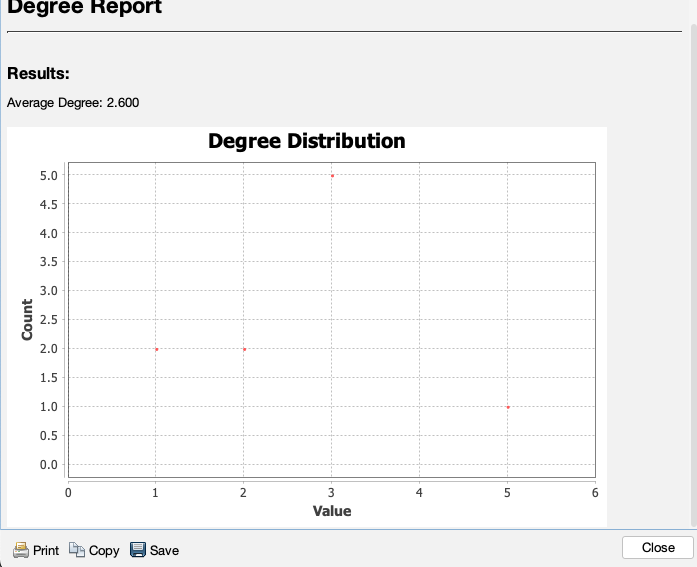 Degree Report
Results:
Average Degree: 2.600
Degree Distribution
5.0
4.5
4.0
3.5
3.0
2.5
2.0
1.5
1.0
0.5
0.0
Count
0 1 2 3 4 5 6
Value
Print Copy Save Close